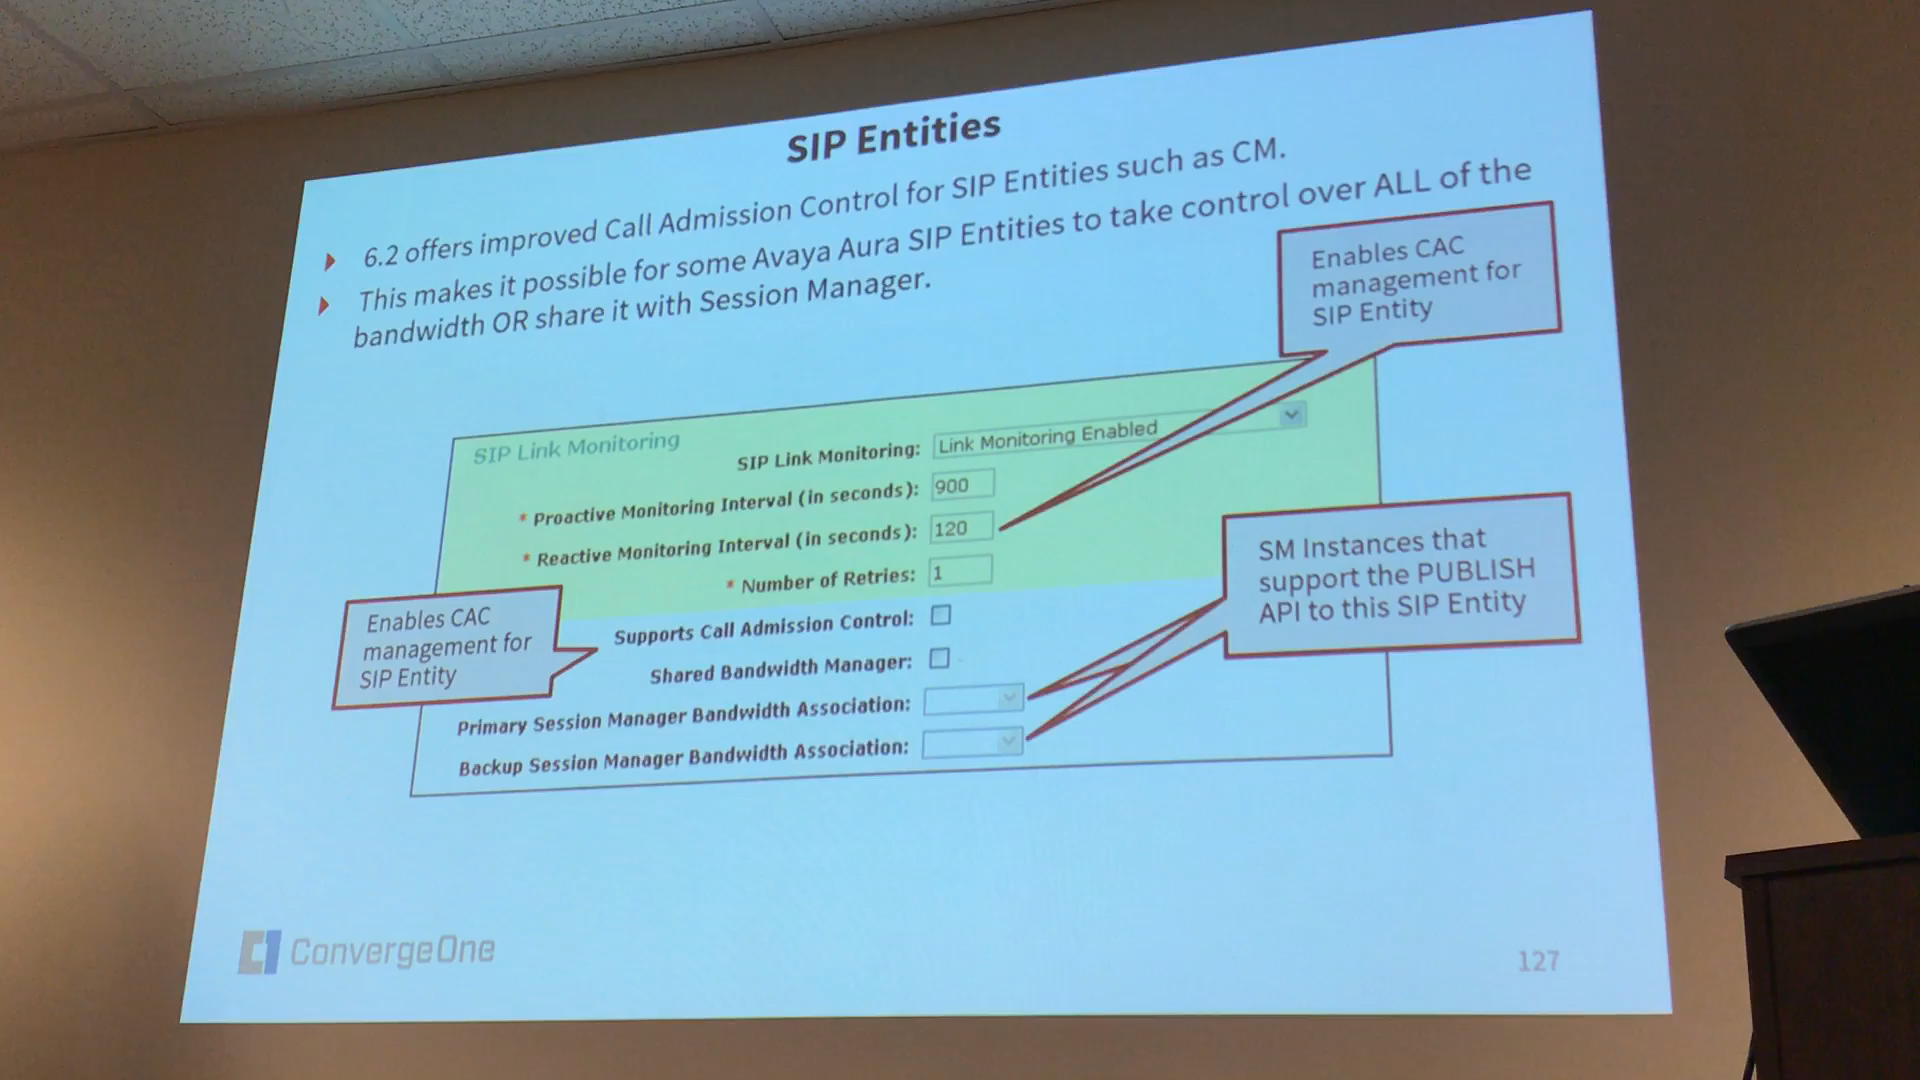 SIP Entities
6.2 offers improved Call Admission Control for SIP Entities such as CM.
This makes it possible for some Avaya Aura SIP Entities to take control over ALL of the
bandwidth OR share it with Session Manager.
Enables CAC
management for
SIP Entity
SIP Link Monitoring
SIP Link Monitoring: Link Monitoring Enabled
* Proactive Monitoring Interval (in seconds): 900
* Reactive Monitoring Interval (in seconds): 120
* Number of Retries: 1
Supports Call Admission Control:
Shared Bandwidth Manager:
Primary Session Manager Bandwidth Association:
Backup Session Manager Bandwidth Association:
Enables CAC
management for
SIP Entity
SM Instances that
support the PUBLISH
API to this SIP Entity
C1 ConvergeOne
127